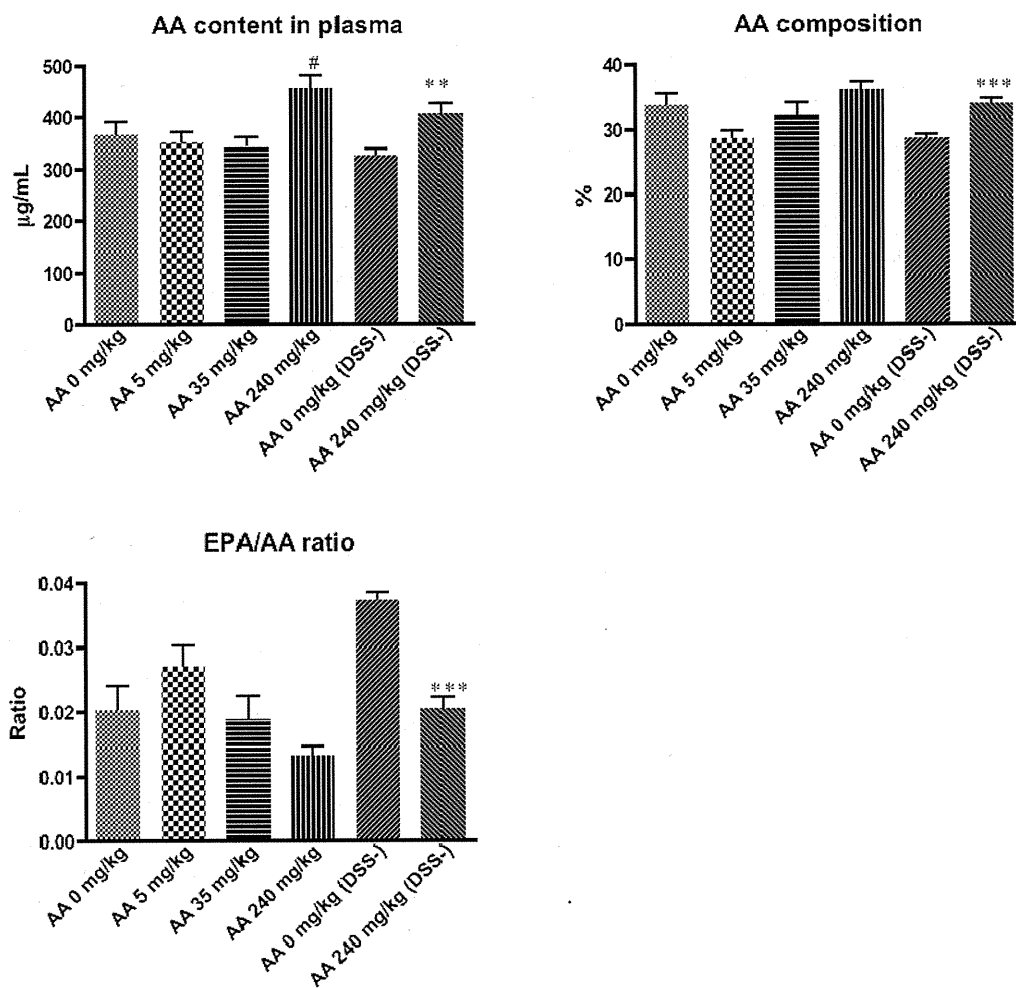 AA content in plasma
500
400
300
200
100
0
µg/mL
#
**
AA 0 mg/kg
AA 5 mg/kg
AA 35 mg/kg
AA 240 mg/kg
AA 0 mg/kg (DSS-)
AA 240 mg/kg (DSS-)
AA composition
40
30
20
10
0
%
***
AA 0 mg/kg
AA 5 mg/kg
AA 35 mg/kg
AA 240 mg/kg
AA 0 mg/kg (DSS-)
AA 240 mg/kg (DSS-)
EPA/AA ratio
0.04
0.03
0.02
0.01
0.00
Ratio
***
AA 0 mg/kg
AA 5 mg/kg
AA 35 mg/kg
AA 240 mg/kg
AA 0 mg/kg (DSS-)
AA 240 mg/kg (DSS-)